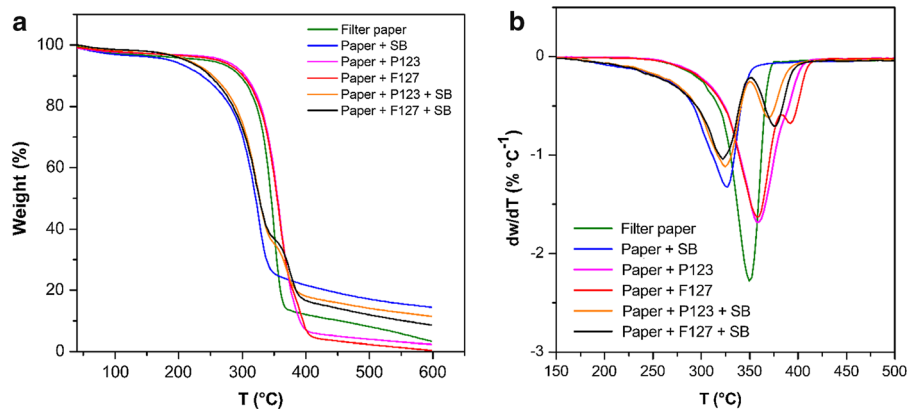 a
100
80
60
40
20
0
Weight (%)
100 200 300 400 500 600
T (°C)
Filter paper
Paper + SB
Paper + P123
Paper + F127
Paper + P123 + SB
Paper + F127 + SB
b
0
-1
-2
-3
dw/dT (% °C-1)
150 200 250 300 350 400 450 500
T (°C)
Filter paper
Paper + SB
Paper + P123
Paper + F127
Paper + P123 + SB
Paper + F127 + SB